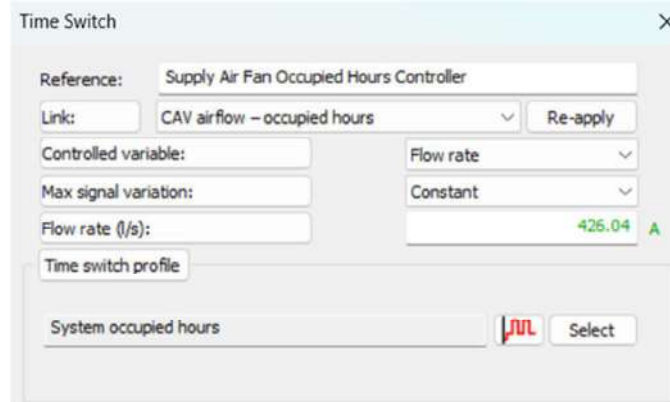 Time Switch
Reference: Supply Air Fan Occupied Hours Controller
Link: CAV airflow – occupied hours Re-apply
Controlled variable: Flow rate
Max signal variation: Constant
Flow rate (l/s): 426.04 A
Time switch profile
System occupied hours Select